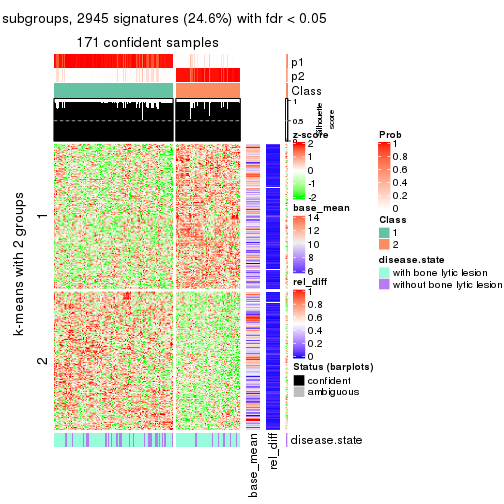 subgroups, 2945 signatures (24.6%) with fdr < 0.05
171 confident samples
p1
p2
Class
1
0.5
0
Silhouette
score
k-means with 2 groups
1
2
z-score
2
1
0
-1
-2
base_mean
14
12
10
8
6
rel_diff
1
0.8
0.6
0.4
0.2
0
Status (barplots)
confident
ambiguous
Prob
1
0.8
0.6
0.4
0.2
0
Class
1
2
disease.state
with bone lytic lesion
without bone lytic lesion
disease.state
base_mean
rel_diff